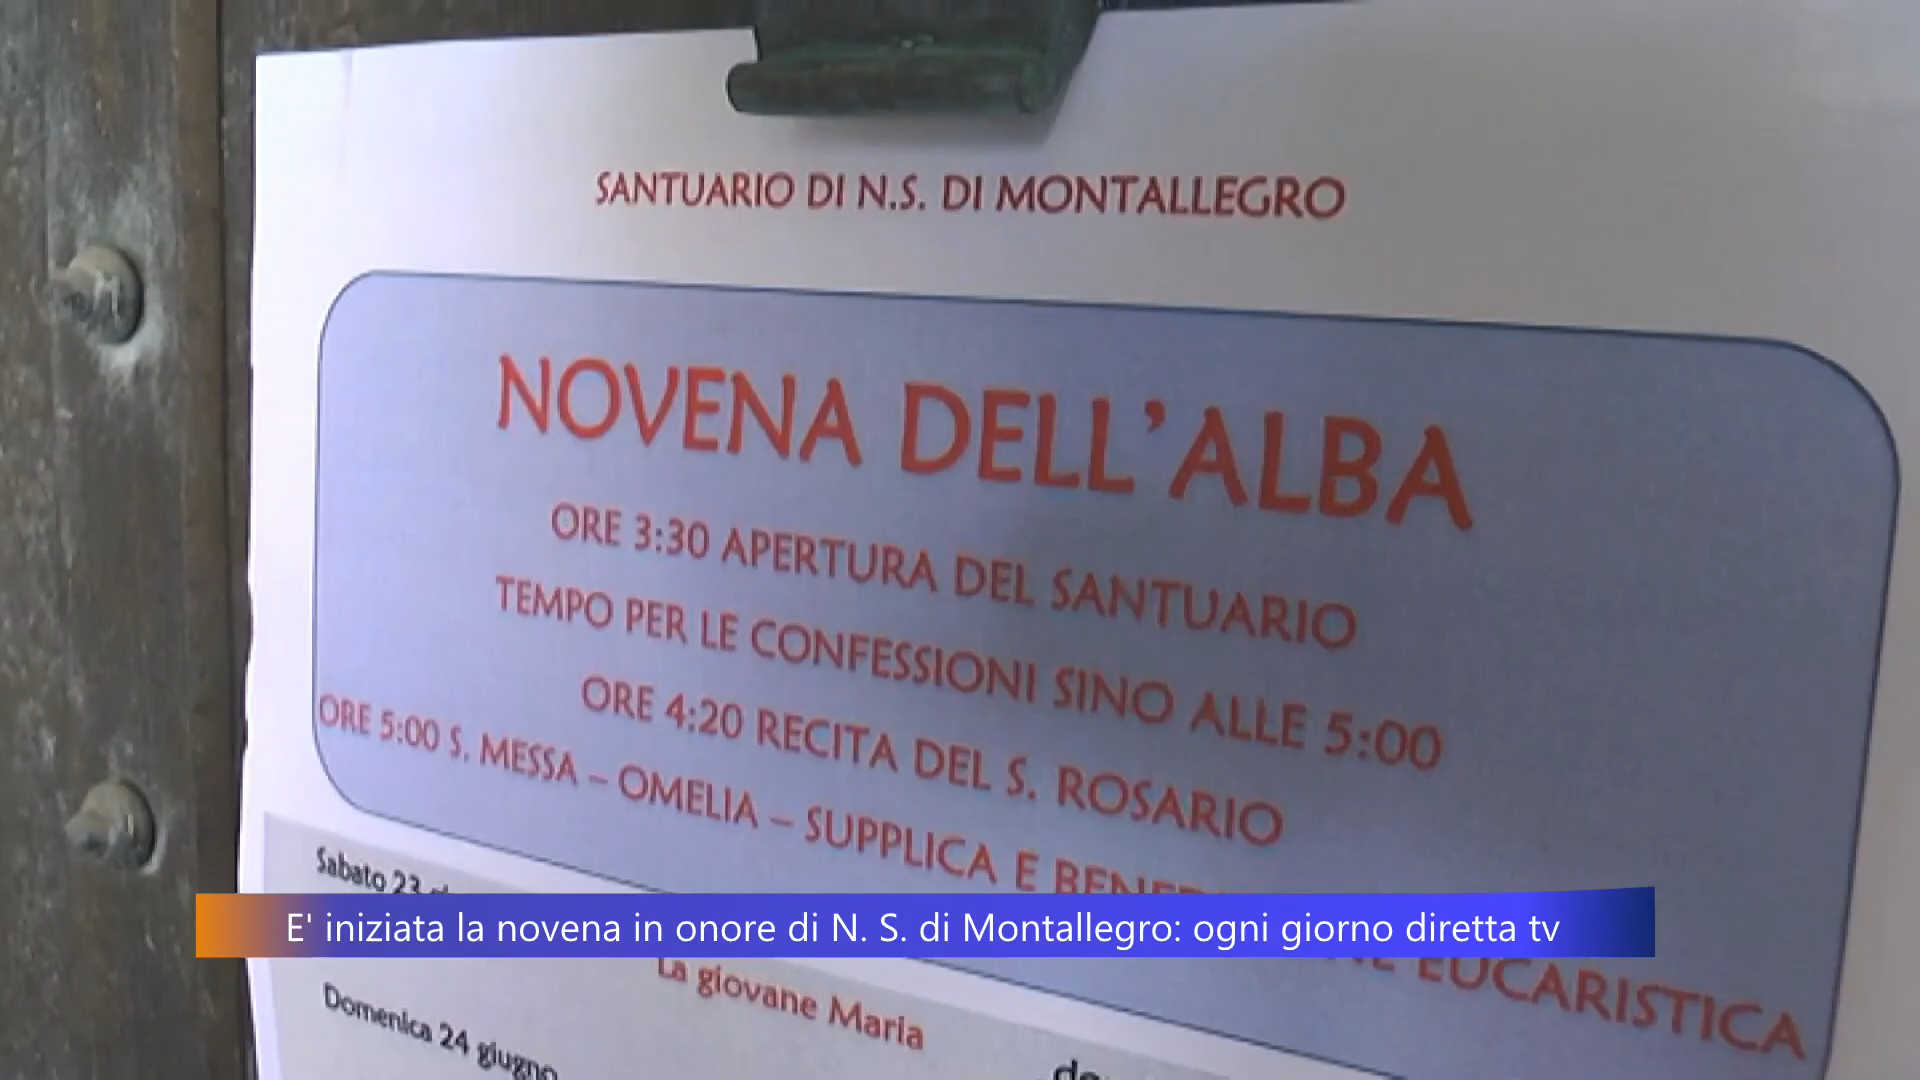 SANTUARIO DI N.S. DI MONTALLEGRO
NOVENA DELL'ALBA
ORE 3:30 APERTURA DEL SANTUARIO
TEMPO PER LE CONFESSIONI SINO ALLE 5:00
ORE 4:20 RECITA DEL S. ROSARIO
ORE 5:00 S. MESSA – OMELIA – SUPPLICA E
EUCARISTICA
Sabato 23
E' iniziata la novena in onore di N. S. di Montallegro: ogni giorno diretta tv
La giovane Maria
Domenica 24 giugno